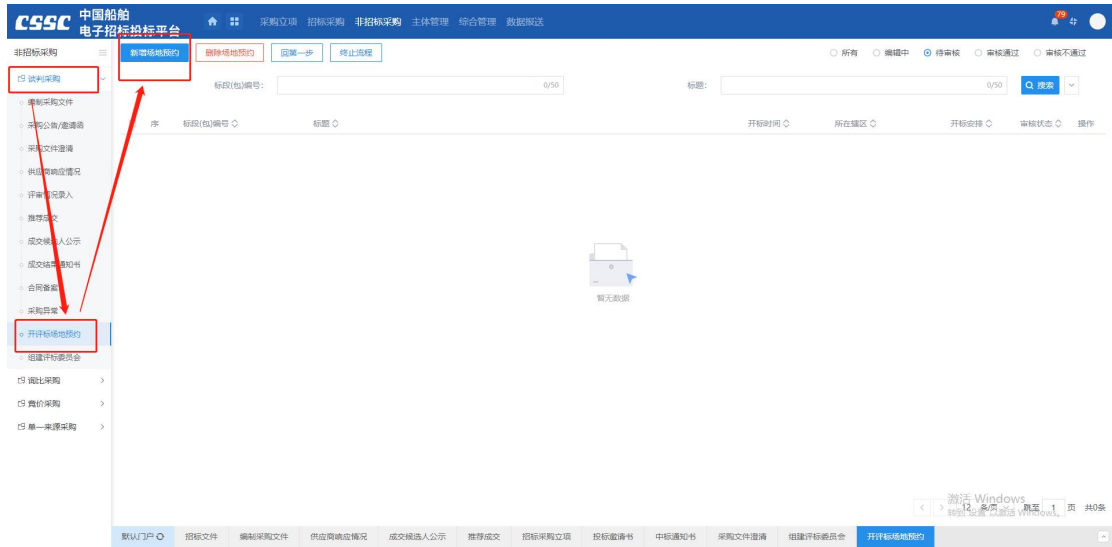 CSSC 中国船舶
电子招标投标平台
采购立项 招标采购 非招标采购 主体管理 综合管理 数据报送
79
非招标采购
谈判采购
编制采购文件
采购公告/邀请函
采购文件澄清
供应商响应情况
评审情况录入
推荐成交
成交候选人公示
成交结果通知书
合同备案
采购异常
开评标场地预约
组建评标委员会
询比采购
竞价采购
单一来源采购
新增场地预约 删除场地预约 回第一步 终止流程
所有 编辑中 待审核 审核通过 审核不通过
标段(包)编号: 0/50 标题: 0/50 搜索
序 标段(包)编号 标题 开标时间 所在辖区 开标安排 审核状态 操作
暂无数据
激活 Windows
12 条/页 跳至 1 页 共0条
默认门户 招标文件 编制采购文件 供应商响应情况 成交候选人公示 推荐成交 招标采购立项 投标邀请书 中标通知书 采购文件澄清 组建评标委员会 开评标场地预约